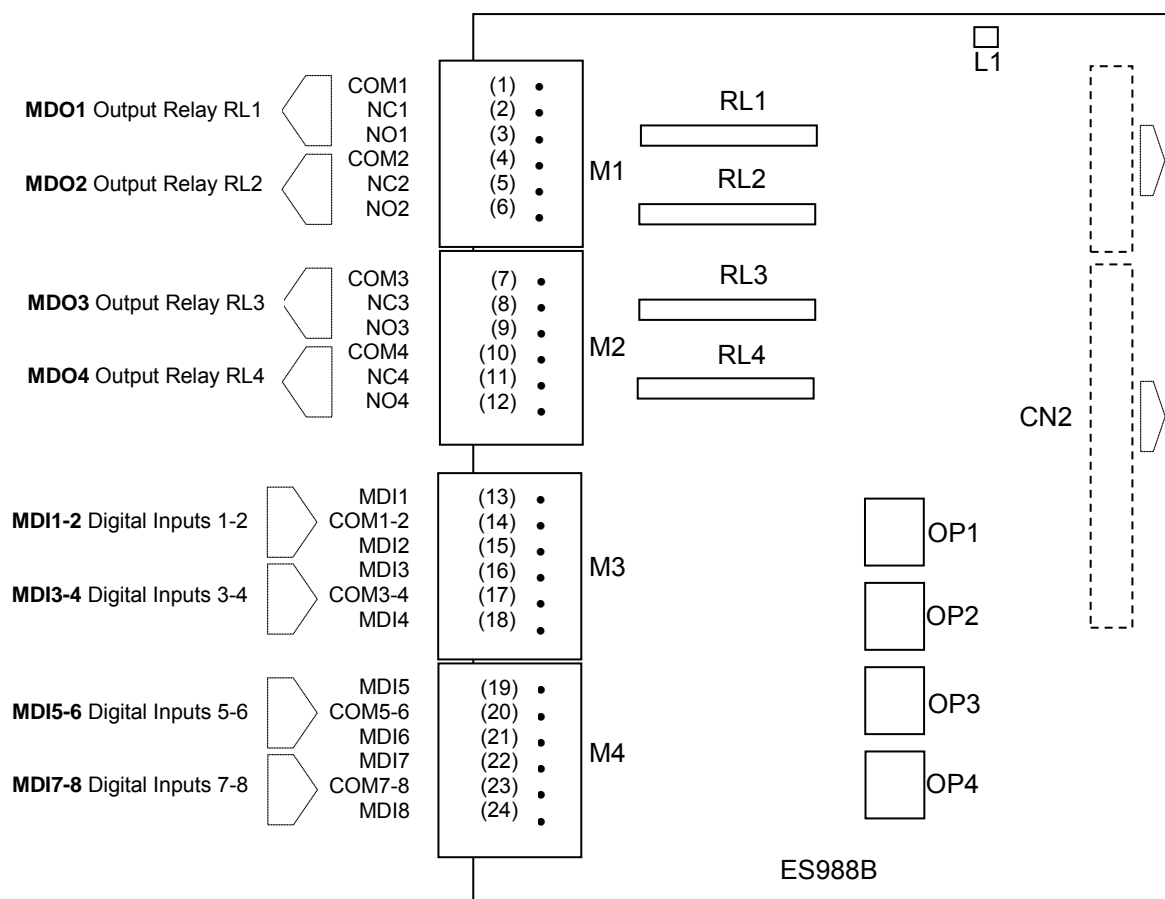 L1
COM1 (1)
MDO1 Output Relay RL1 NC1 (2) RL1
NO1 (3)
COM2 (4) M1
MDO2 Output Relay RL2 NC2 (5) RL2
NO2 (6)
COM3 (7)
MDO3 Output Relay RL3 NC3 (8) RL3
NO3 (9)
COM4 (10) M2
MDO4 Output Relay RL4 NC4 (11) RL4
NO4 (12)
CN2
MDI1 (13)
MDI1-2 Digital Inputs 1-2 COM1-2 (14) OP1
MDI2 (15)
MDI3 (16) M3
MDI3-4 Digital Inputs 3-4 COM3-4 (17) OP2
MDI4 (18)
MDI5 (19)
MDI5-6 Digital Inputs 5-6 COM5-6 (20) OP3
MDI6 (21)
MDI7 (22) M4
MDI7-8 Digital Inputs 7-8 COM7-8 (23) OP4
MDI8 (24)
ES988B